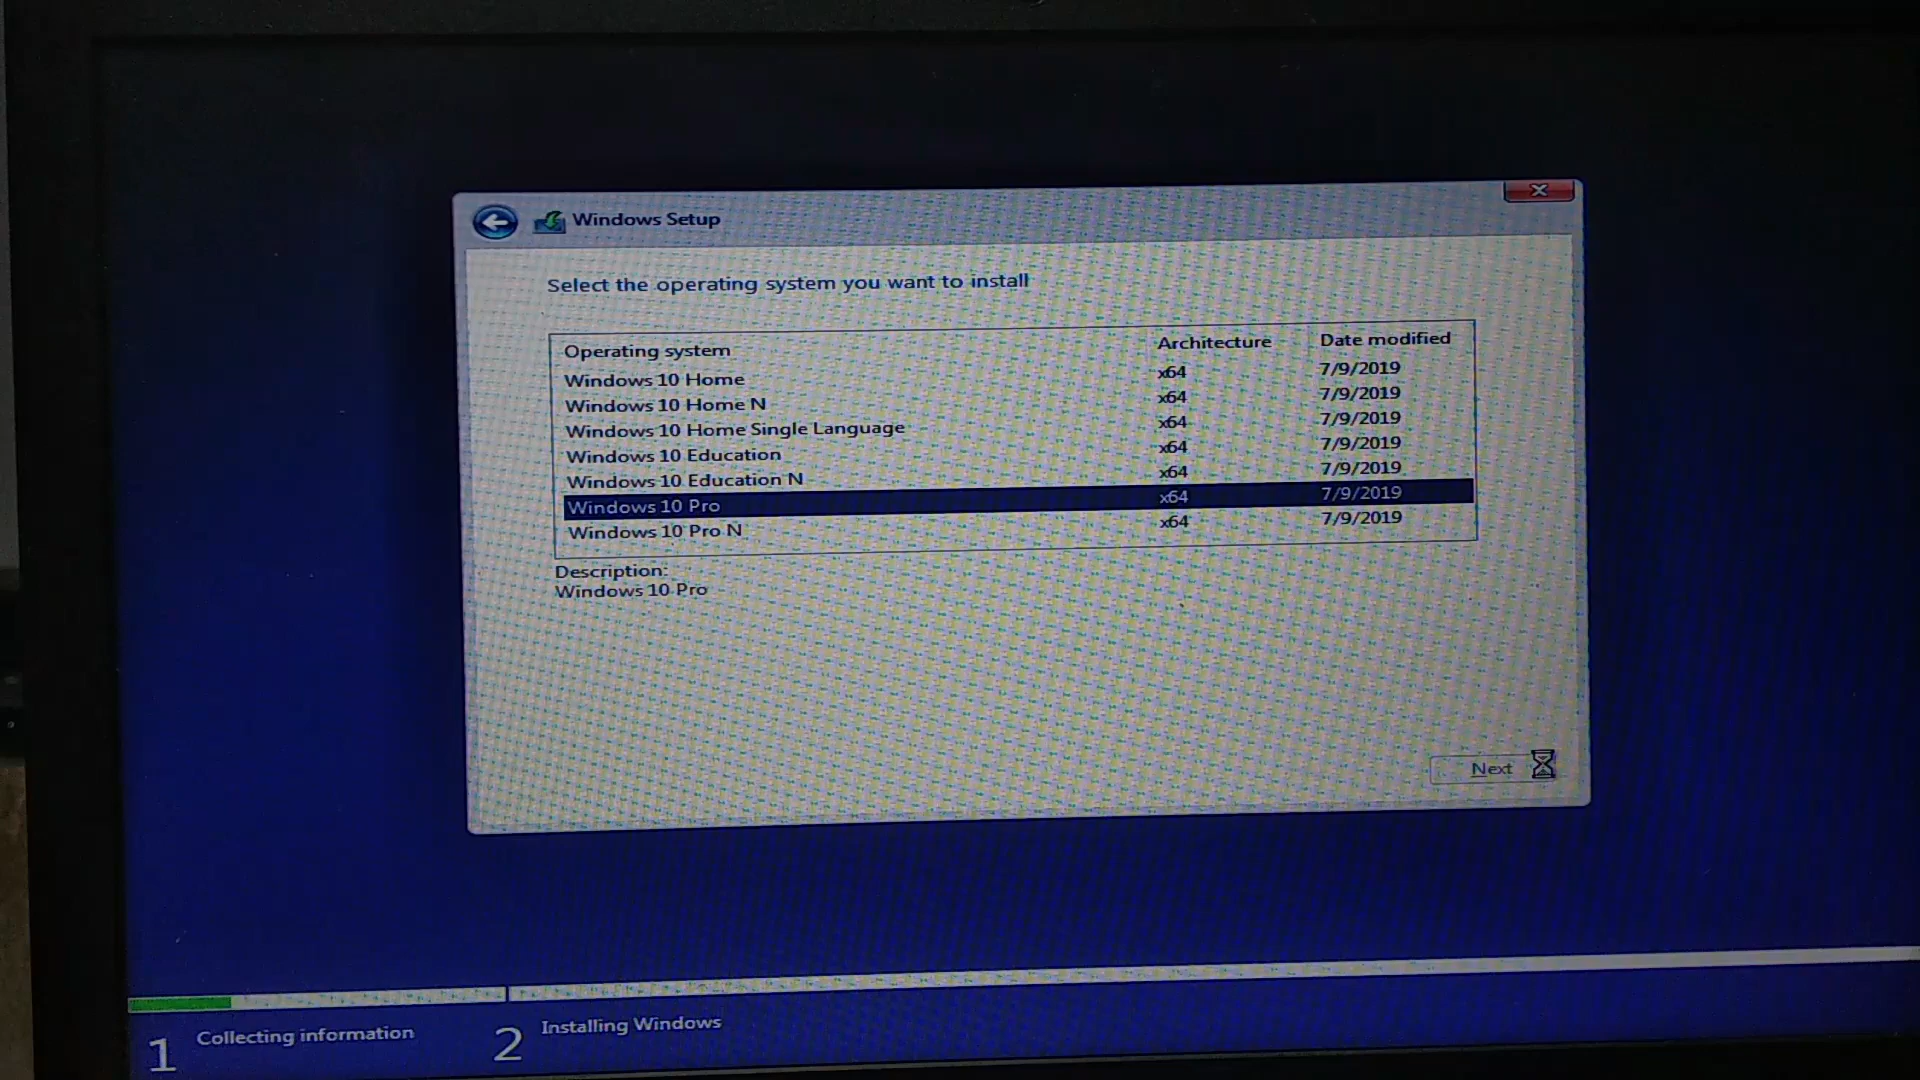 Windows Setup
Select the operating system you want to install
Operating system Architecture Date modified
Windows 10 Home x64 7/9/2019
Windows 10 Home N x64 7/9/2019
Windows 10 Home Single Language x64 7/9/2019
Windows 10 Education x64 7/9/2019
Windows 10 Education N x64 7/9/2019
Windows 10 Pro x64 7/9/2019
Windows 10 Pro N x64 7/9/2019
Description:
Windows 10 Pro
Next
1 Collecting information 2 Installing Windows